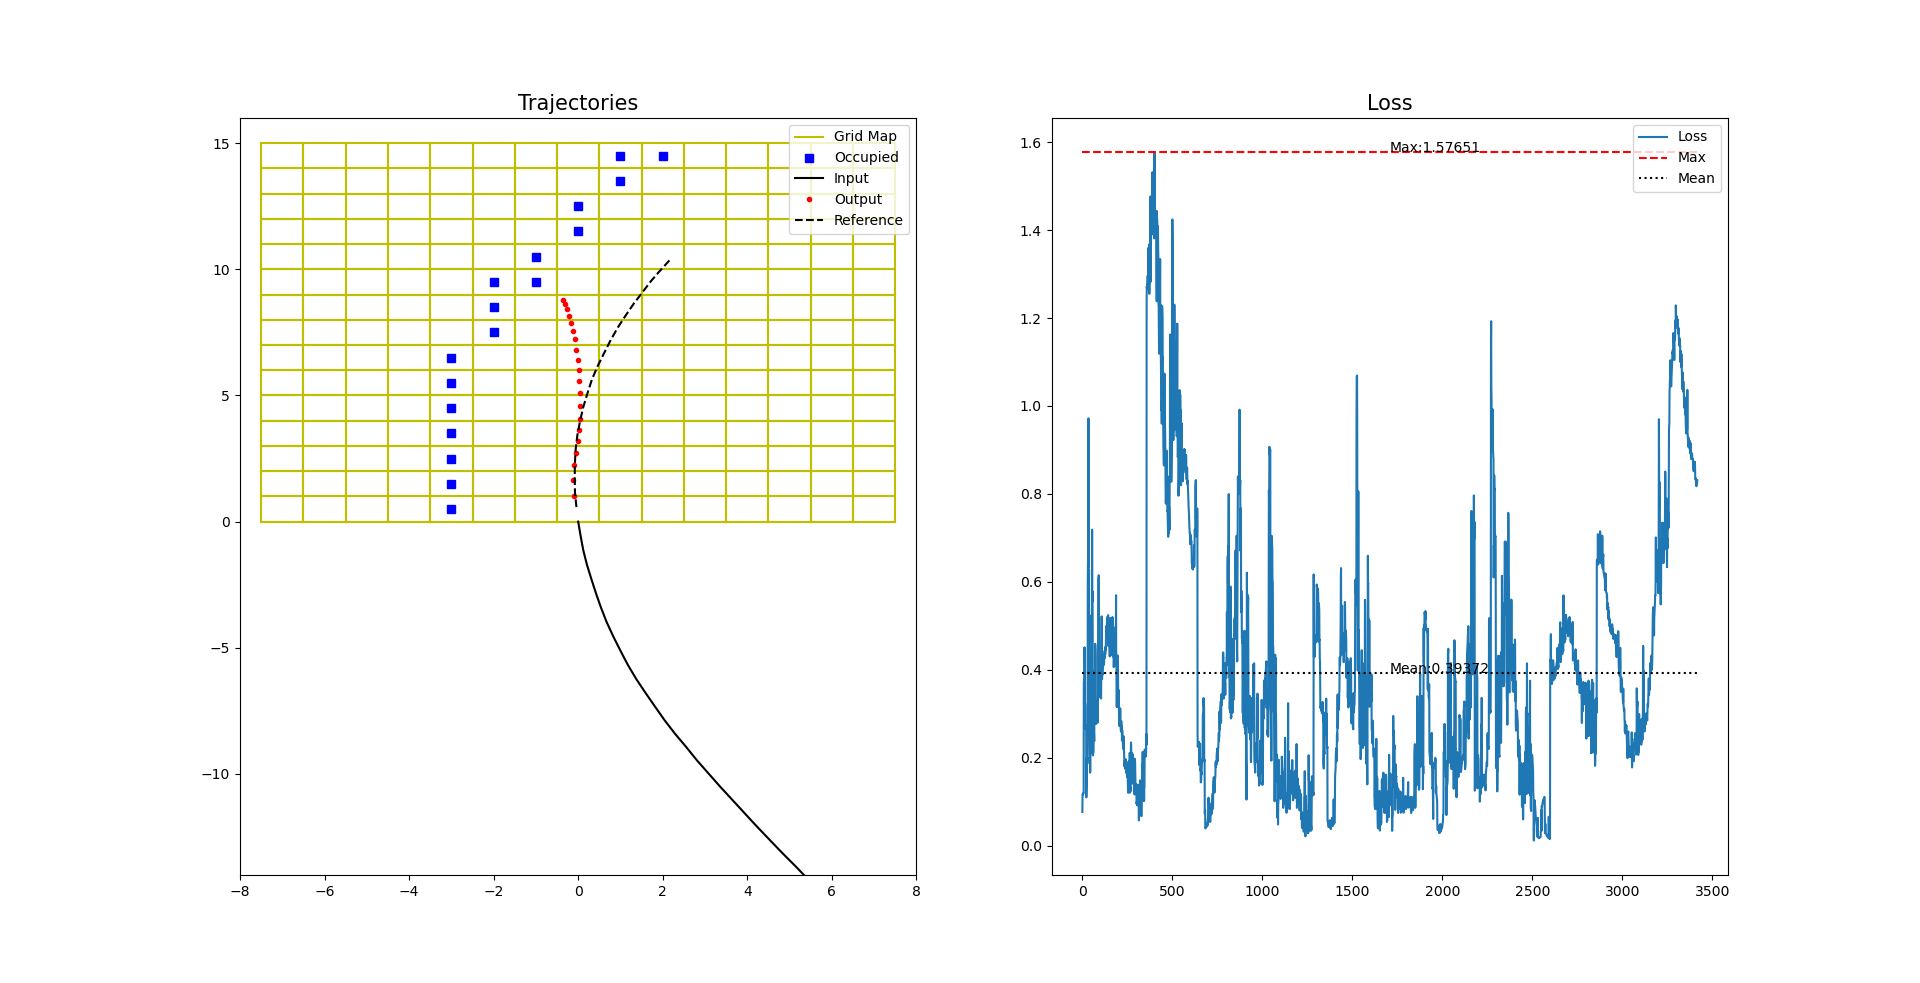 Trajectories
15
10
5
0
−5
−10
−8
−6
−4
−2
0
2
4
6
8
Grid Map
Occupied
Input
Output
Reference
Loss
1.6
1.4
1.2
1.0
0.8
0.6
0.4
0.2
0.0
0
500
1000
1500
2000
2500
3000
3500
Max:1.57651
Mean:0.39372
Loss
Max
Mean